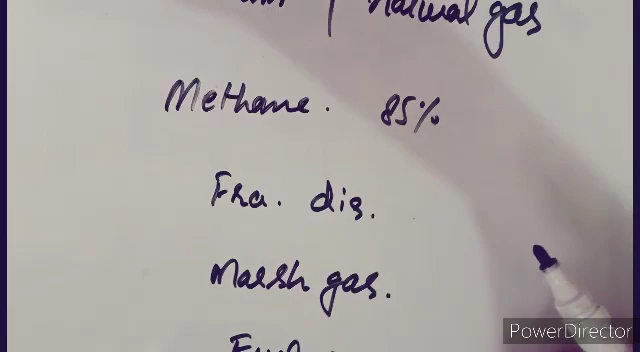 natural gas
Methane. 85%
Fra. dis.
Marsh gas.
PowerDirector